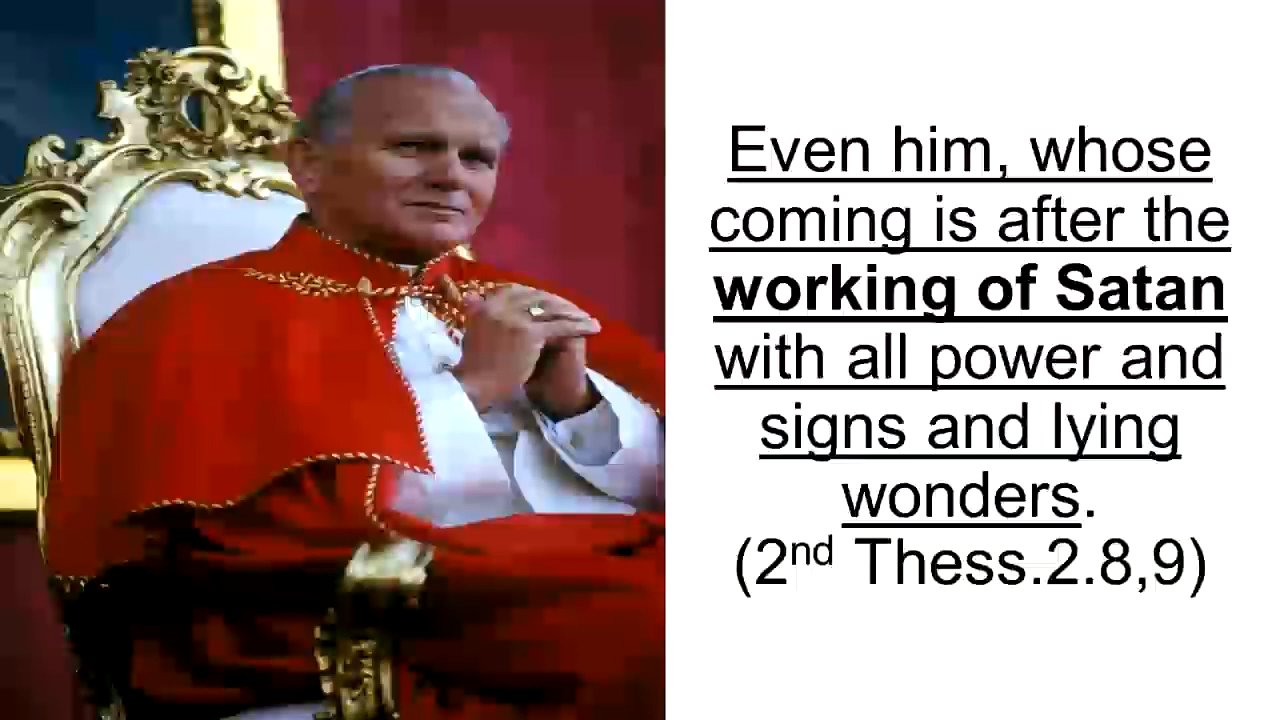 Even him, whose
coming is after the
working of Satan
with all power and
signs and lying
wonders.
(2nd Thess.2.8,9)